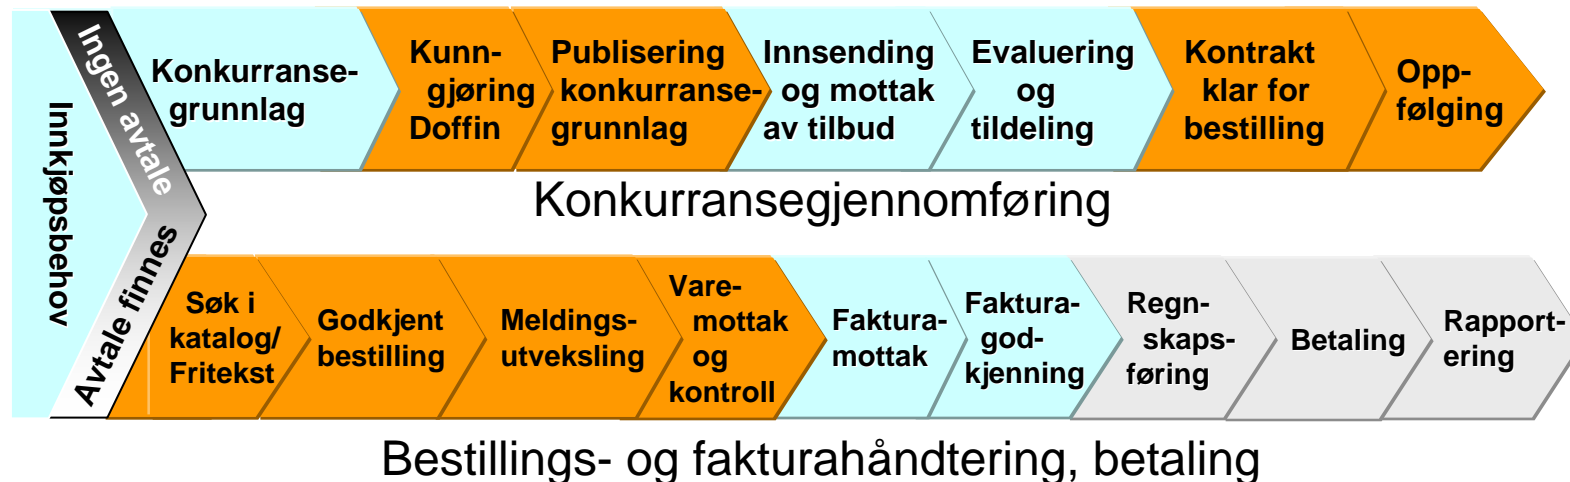 Innkjøpsbehov
Ingen avtale
Avtale finnes
Konkurranse-
grunnlag
Kunn-
gjøring
Doffin
Publisering
konkurranse-
grunnlag
Innsending
og mottak
av tilbud
Evaluering
og
tildeling
Kontrakt
klar for
bestilling
Opp-
følging
Konkurransegjennomføring
Søk i
katalog/
Fritekst
Godkjent
bestilling
Meldings-
utveksling
Vare-
mottak
og
kontroll
Faktura-
mottak
Faktura-
god-
kjenning
Regn-
skaps-
føring
Betaling
Rapport-
ering
Bestillings- og fakturahåndtering, betaling